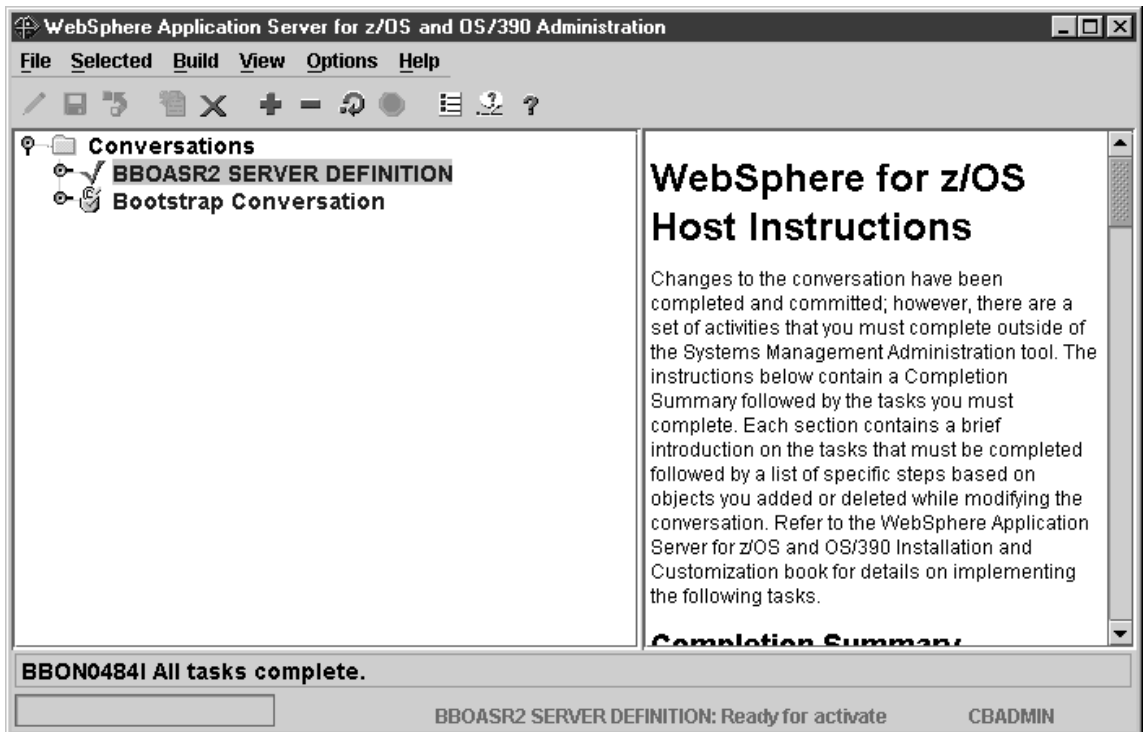 WebSphere Application Server for z/OS and OS/390 Administration
File Selected Build View Options Help
Conversations
BBOASR2 SERVER DEFINITION
Bootstrap Conversation
WebSphere for z/OS
Host Instructions
Changes to the conversation have been
completed and committed; however, there are a
set of activities that you must complete outside of
the Systems Management Administration tool. The
instructions below contain a Completion
Summary followed by the tasks you must
complete. Each section contains a brief
introduction on the tasks that must be completed
followed by a list of specific steps based on
objects you added or deleted while modifying the
conversation. Refer to the WebSphere Application
Server for z/OS and OS/390 Installation and
Customization book for details on implementing
the following tasks.
Completion Summary
BBON0484I All tasks complete.
BBOASR2 SERVER DEFINITION: Ready for activate CBADMIN